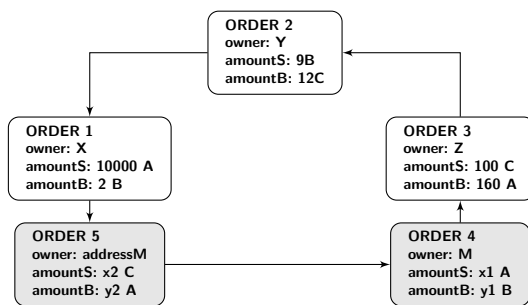 ORDER 2
owner: Y
amountS: 9B
amountB: 12C
ORDER 1
owner: X
amountS: 10000 A
amountB: 2 B
ORDER 3
owner: Z
amountS: 100 C
amountB: 160 A
ORDER 5
owner: addressM
amountS: x2 C
amountB: y2 A
ORDER 4
owner: M
amountS: x1 A
amountB: y1 B